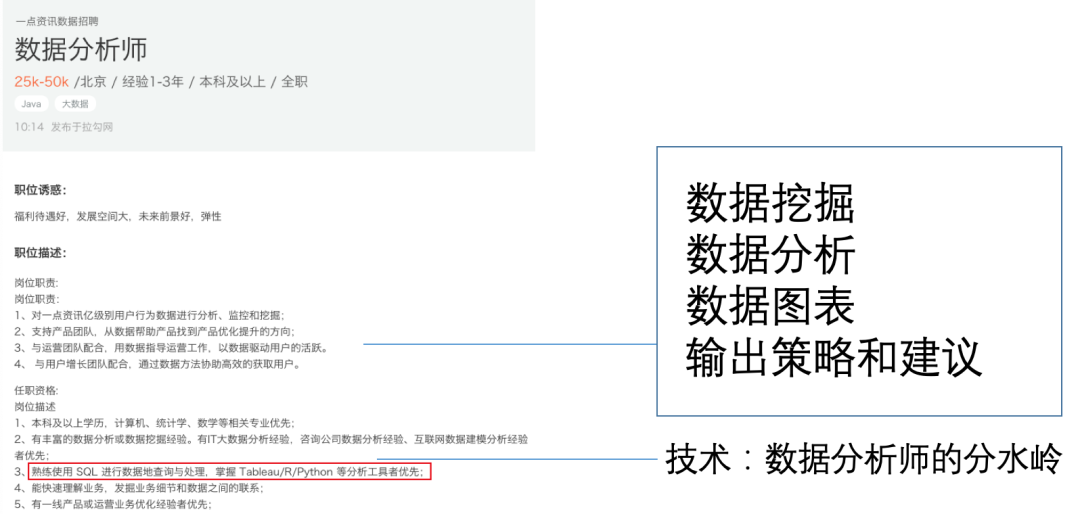 一点资讯数据招聘
数据分析师
25k-50k /北京 / 经验1-3年 / 本科及以上 / 全职
Java 大数据
10:14 发布于拉勾网
职位诱惑:
福利待遇好，发展空间大，未来前景好，弹性
职位描述:
岗位职责:
岗位职责:
1、对一点资讯亿级别用户行为数据进行分析、监控和挖掘;
2、支持产品团队，从数据帮助产品找到产品优化提升的方向;
3、与运营团队配合，用数据指导运营工作，以数据驱动用户的活跃。
4、 与用户增长团队配合，通过数据方法协助高效的获取用户。
任职资格:
岗位描述
1、本科及以上学历，计算机、统计学、数学等相关专业优先;
2、有丰富的数据分析或数据挖掘经验。有IT大数据分析经验，咨询公司数据分析经验、互联网数据建模分析经验
者优先;
3、熟练使用 SQL 进行数据地查询与处理，掌握 Tableau/R/Python 等分析工具者优先;
4、能快速理解业务，发掘业务细节和数据之间的联系;
5、有一线产品或运营业务优化经验者优先;
数据挖掘
数据分析
数据图表
输出策略和建议
技术：数据分析师的分水岭